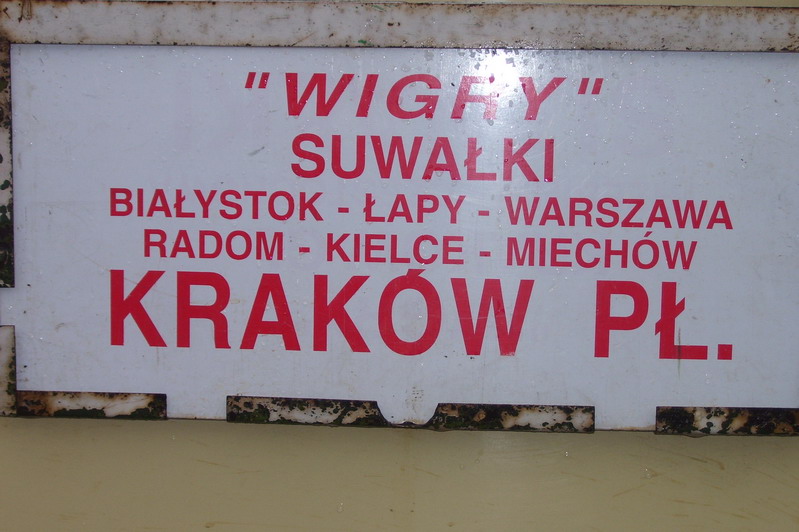 "WIGRY"
SUWAŁKI
BIAŁYSTOK - ŁAPY - WARSZAWA
RADOM - KIELCE - MIECHÓW
KRAKÓW PŁ.